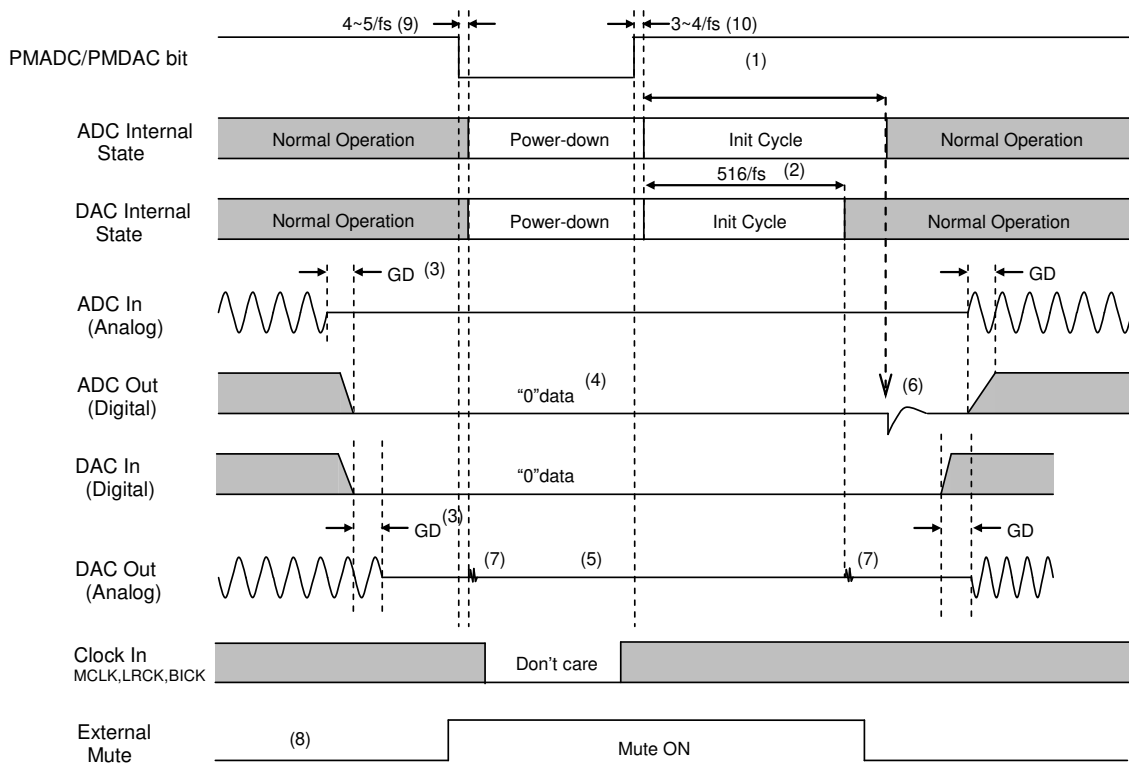 4~5/fs (9)
3~4/fs (10)
PMADC/PMDAC bit
(1)
ADC Internal
State
Normal Operation
Power-down
Init Cycle
Normal Operation
516/fs (2)
DAC Internal
State
Normal Operation
Power-down
Init Cycle
Normal Operation
GD (3)
GD
ADC In
(Analog)
ADC Out
(Digital)
“0”data
(4)
(6)
DAC In
(Digital)
“0”data
GD (3)
GD
DAC Out
(Analog)
(7)
(5)
(7)
Clock In
MCLK,LRCK,BICK
Don’t care
External
Mute
(8)
Mute ON